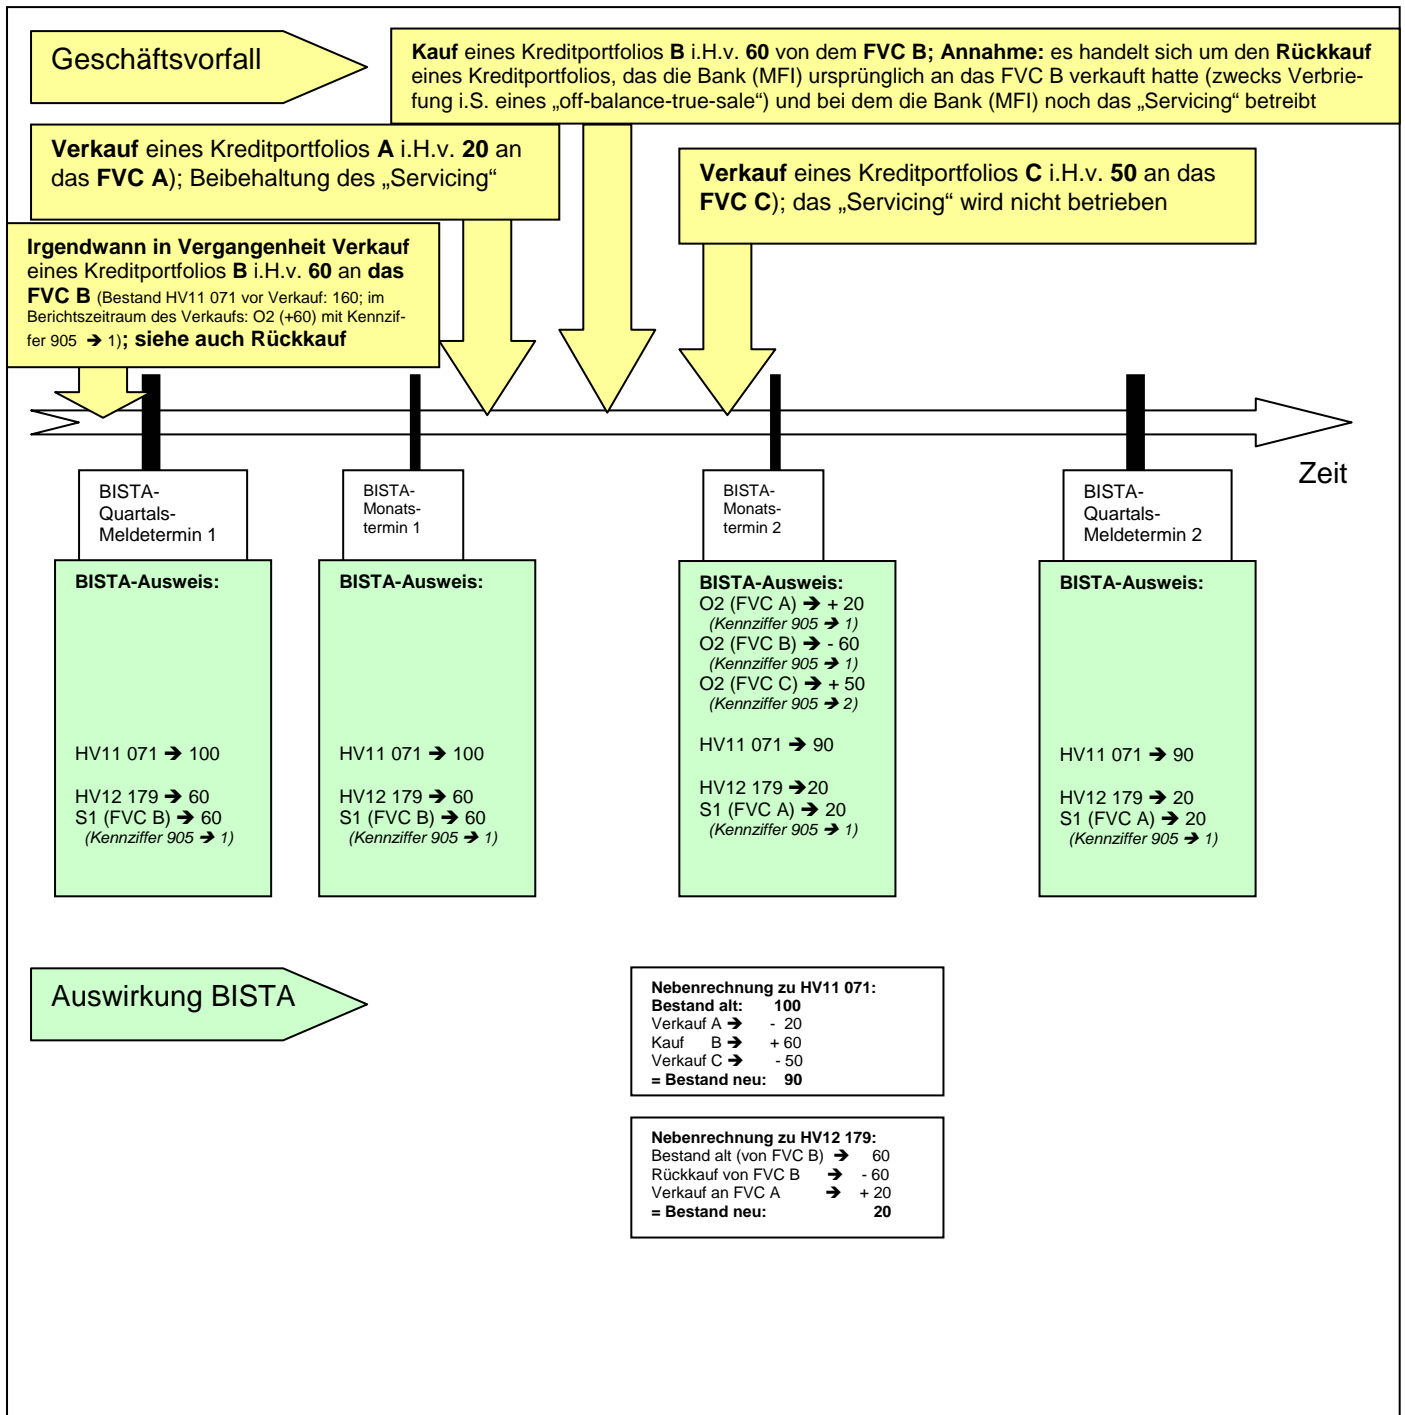 Geschäftsvorfall
Kauf eines Kreditportfolios B i.H.v. 60 von dem FVC B; Annahme: es handelt sich um den Rückkauf
eines Kreditportfolios, das die Bank (MFI) ursprünglich an das FVC B verkauft hatte (zwecks Verbrie-
fung i.S. eines „off-balance-true-sale“) und bei dem die Bank (MFI) noch das „Servicing“ betreibt
Verkauf eines Kreditportfolios A i.H.v. 20 an
das FVC A); Beibehaltung des „Servicing“
Verkauf eines Kreditportfolios C i.H.v. 50 an das
FVC C); das „Servicing“ wird nicht betrieben
Irgendwann in Vergangenheit Verkauf
eines Kreditportfolios B i.H.v. 60 an das
FVC B (Bestand HV11 071 vor Verkauf: 160; im
Berichtszeitraum des Verkaufs: O2 (+60) mit Kennzif-
fer 905 ➔ 1); siehe auch Rückkauf
Zeit
BISTA-
Quartals-
Meldetermin 1
BISTA-
Monats-
termin 1
BISTA-
Monats-
termin 2
BISTA-
Quartals-
Meldetermin 2
BISTA-Ausweis:
HV11 071 ➔ 100
HV12 179 ➔ 60
S1 (FVC B) ➔ 60
(Kennziffer 905 ➔ 1)
BISTA-Ausweis:
HV11 071 ➔ 100
HV12 179 ➔ 60
S1 (FVC B) ➔ 60
(Kennziffer 905 ➔ 1)
BISTA-Ausweis:
O2 (FVC A) ➔ + 20
(Kennziffer 905 ➔ 1)
O2 (FVC B) ➔ - 60
(Kennziffer 905 ➔ 1)
O2 (FVC C) ➔ + 50
(Kennziffer 905 ➔ 2)
HV11 071 ➔ 90
HV12 179 ➔20
S1 (FVC A) ➔ 20
(Kennziffer 905 ➔ 1)
BISTA-Ausweis:
HV11 071 ➔ 90
HV12 179 ➔ 20
S1 (FVC A) ➔ 20
(Kennziffer 905 ➔ 1)
Auswirkung BISTA
Nebenrechnung zu HV11 071:
Bestand alt: 100
Verkauf A ➔ - 20
Kauf B ➔ + 60
Verkauf C ➔ - 50
= Bestand neu: 90
Nebenrechnung zu HV12 179:
Bestand alt (von FVC B) ➔ 60
Rückkauf von FVC B ➔ - 60
Verkauf an FVC A ➔ + 20
= Bestand neu: 20